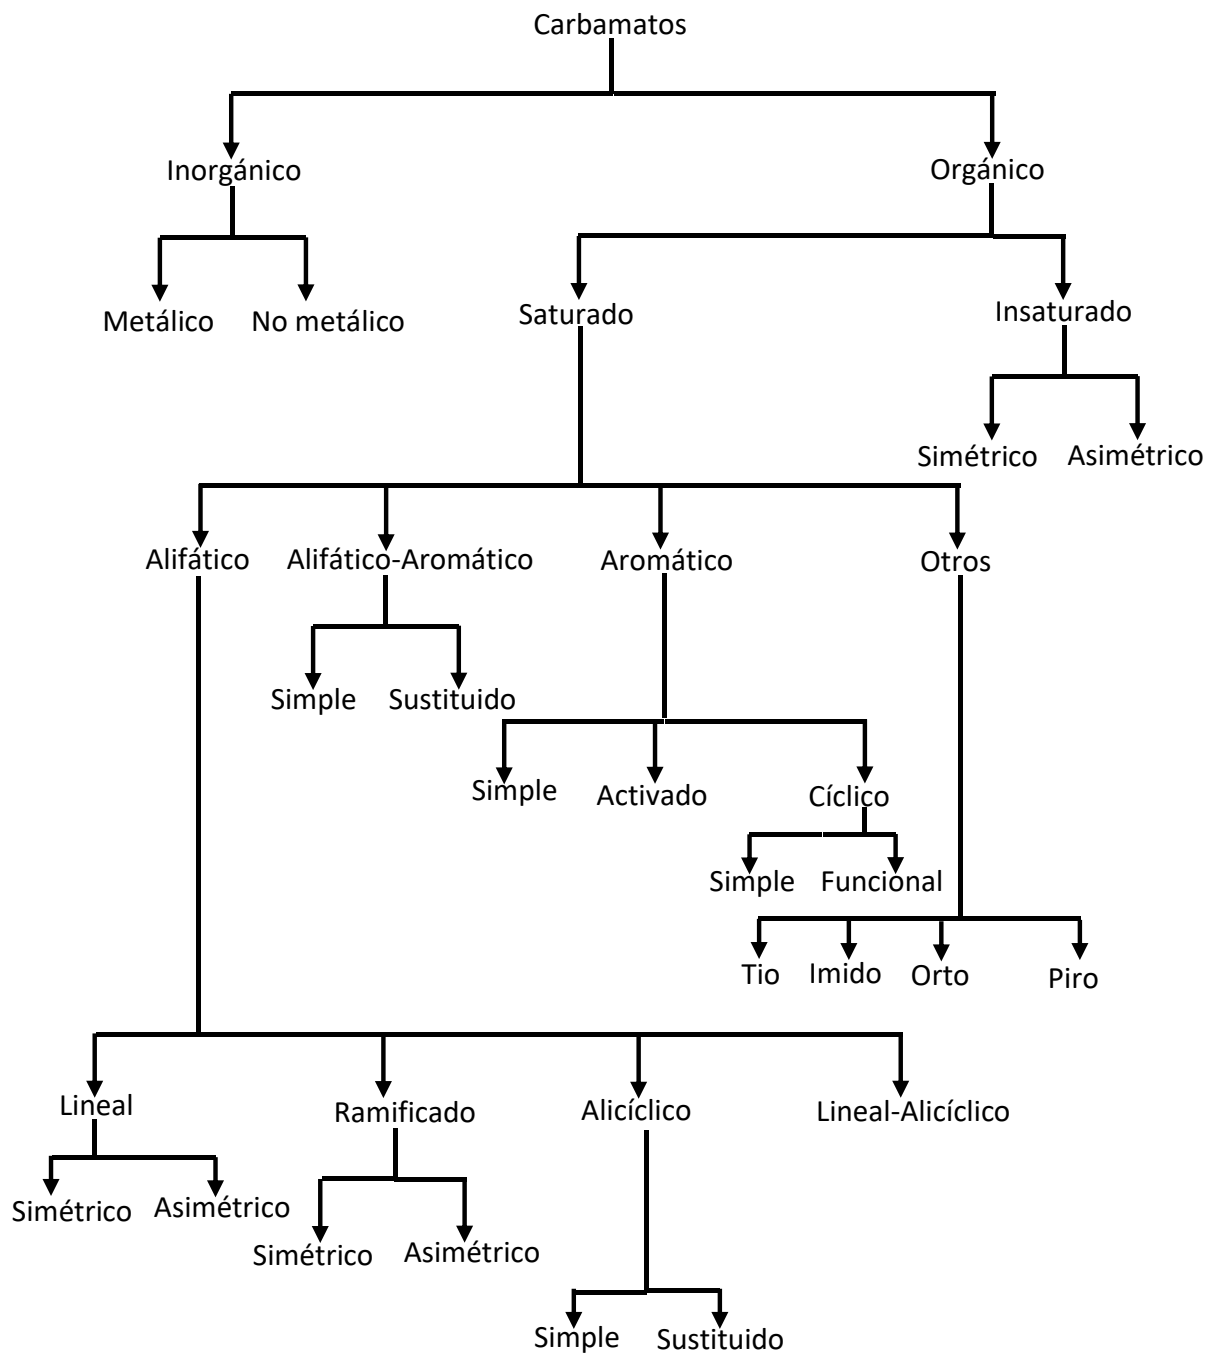 Carbamatos
Inorgánico
Orgánico
Metálico
No metálico
Saturado
Insaturado
Simétrico
Asimétrico
Alifático
Alifático-Aromático
Aromático
Otros
Simple
Sustituido
Simple
Activado
Cíclico
Simple
Funcional
Tio
Imido
Orto
Piro
Lineal
Ramificado
Alicíclico
Lineal-Alicíclico
Simétrico
Asimétrico
Simétrico
Asimétrico
Simple
Sustituido